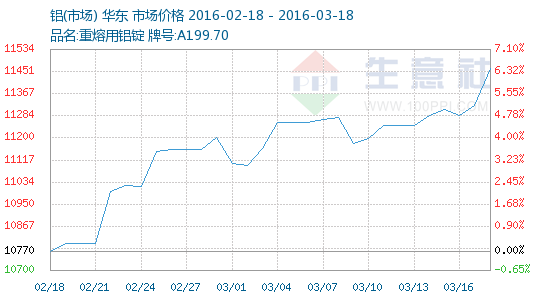 铝(市场) 华东 市场价格 2016-02-18 - 2016-03-18
品名:重熔用铝锭 牌号:A199.70
生意社
PPI
WWW.100PPI.COM
11534 7.10%
11451 6.32%
11367 5.55%
11284 4.78%
11200 4.00%
11117 3.23%
11034 2.45%
10950 1.68%
10867 0.90%
10770 0.00%
10700 -0.65%
02/18 02/21 02/24 02/27 03/01 03/04 03/07 03/10 03/13 03/16